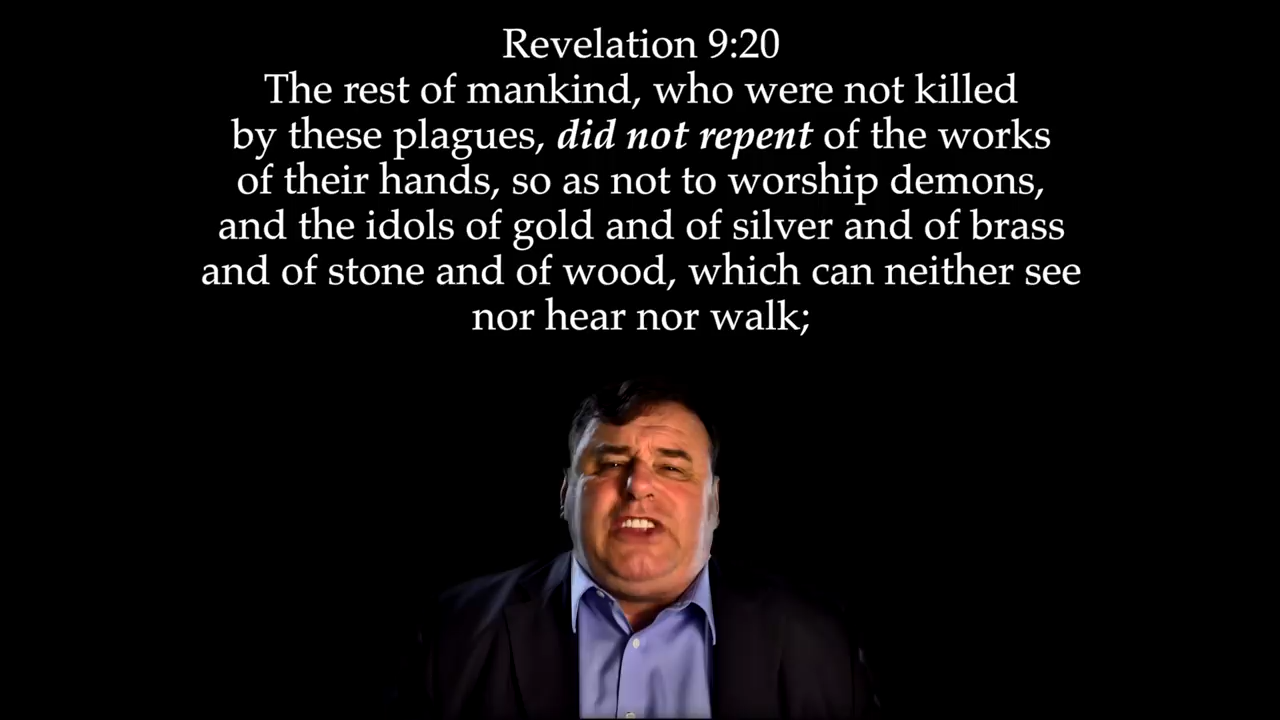 Revelation 9:20
The rest of mankind, who were not killed
by these plagues, did not repent of the works
of their hands, so as not to worship demons,
and the idols of gold and of silver and of brass
and of stone and of wood, which can neither see
nor hear nor walk;